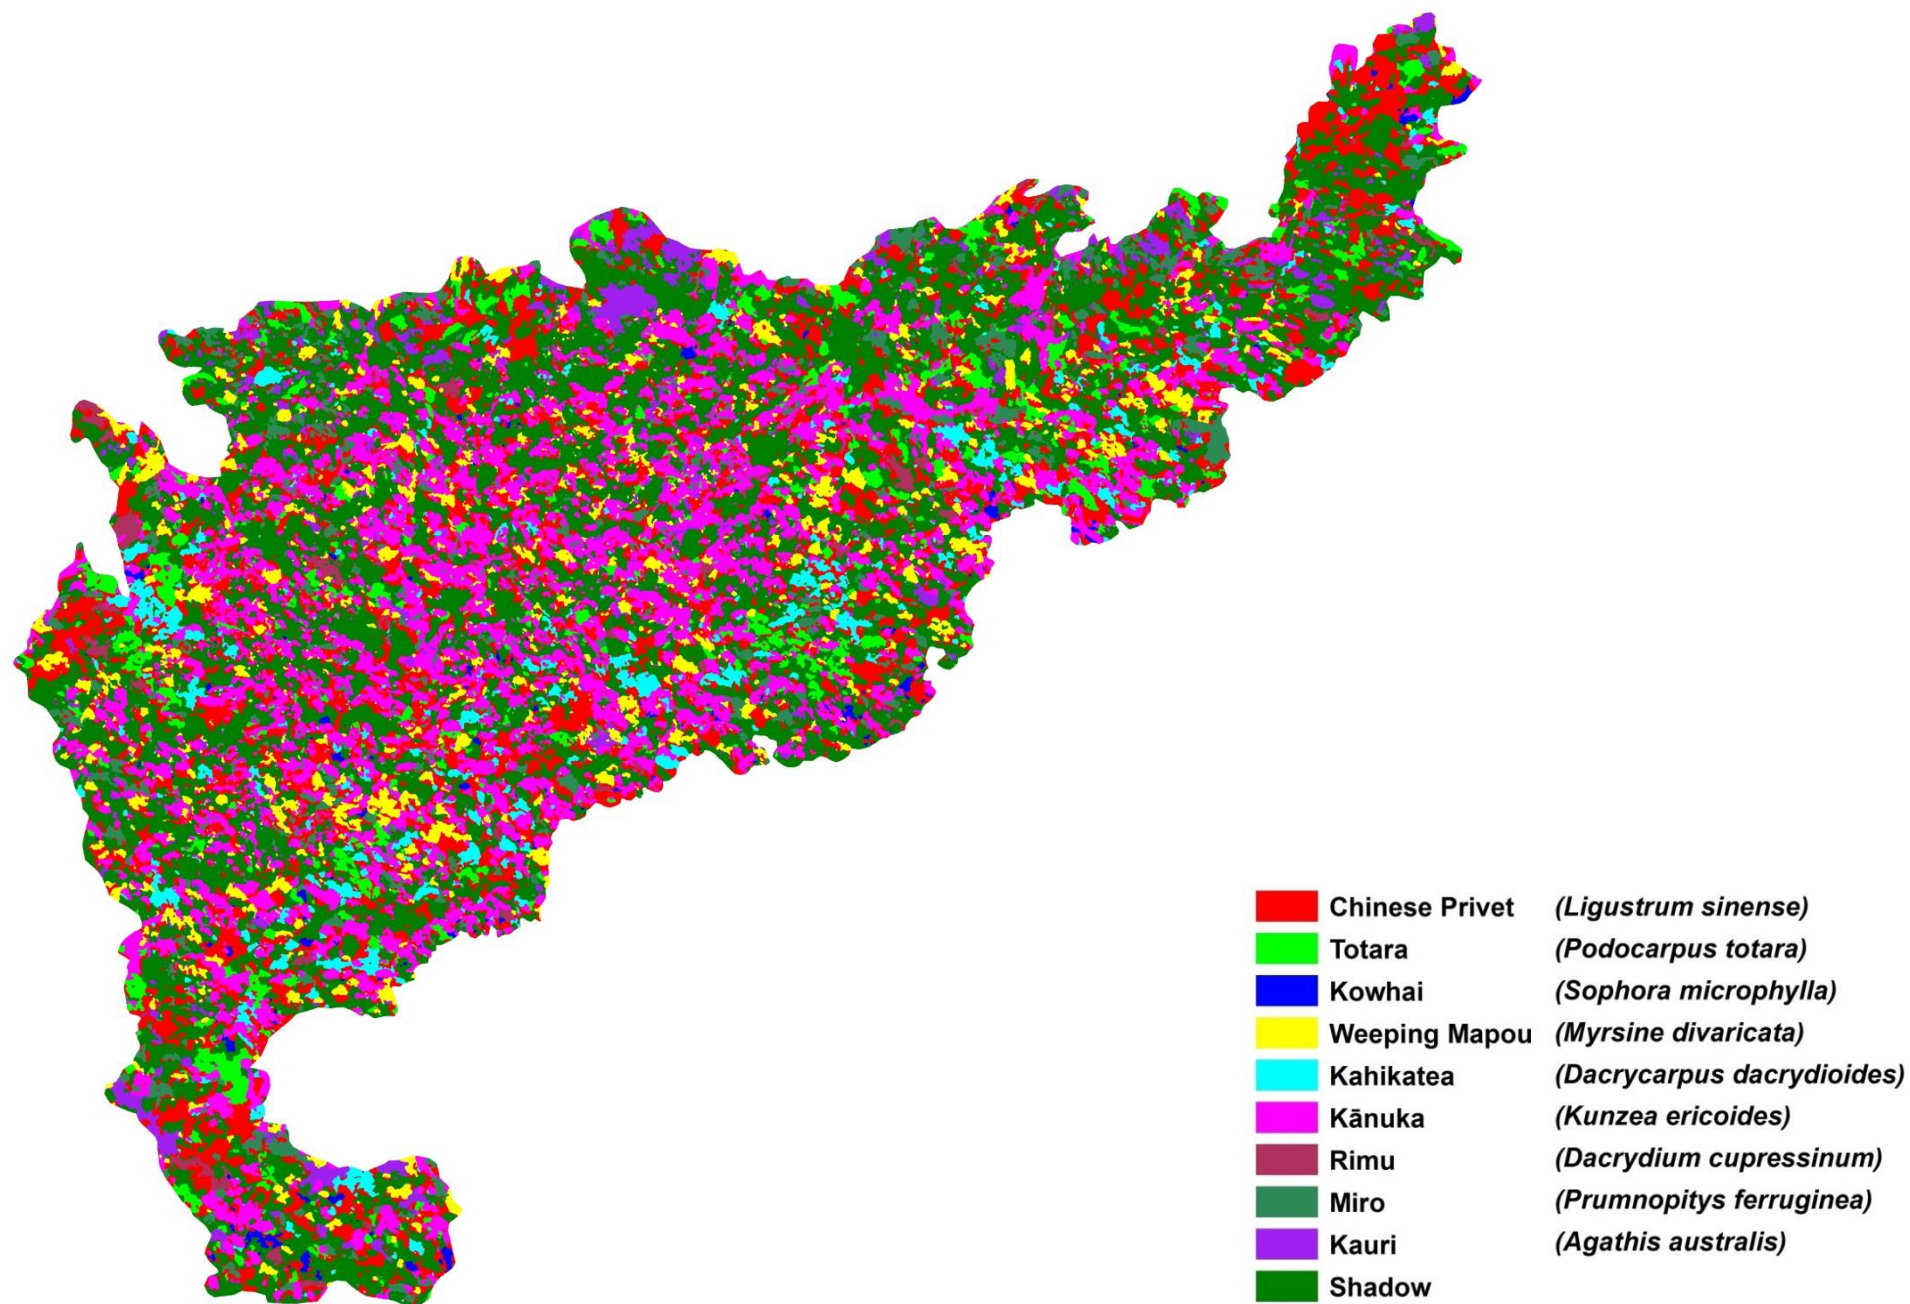 Chinese Privet (Ligustrum sinense)
Totara (Podocarpus totara)
Kowhai (Sophora microphylla)
Weeping Mapou (Myrsine divaricata)
Kahikatea (Dacrycarpus dacrydioides)
Kānuka (Kunzea ericoides)
Rimu (Dacrydium cupressinum)
Miro (Prumnopitys ferruginea)
Kauri (Agathis australis)
Shadow